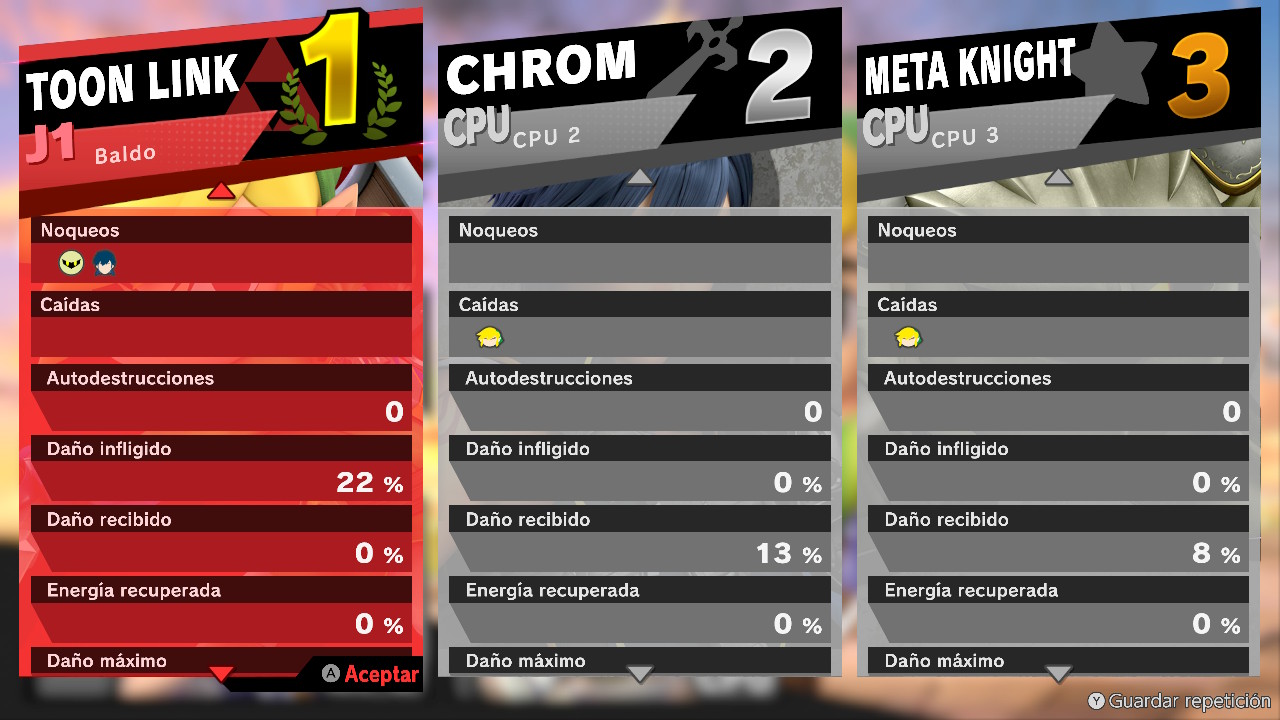 TOON LINK 1
J1 Baldo
Noqueos
Caídas
Autodestrucciones
0
Daño infligido
22 %
Daño recibido
0 %
Energía recuperada
0 %
Daño máximo
A Aceptar
CHROM 2
CPU CPU 2
Noqueos
Caídas
Autodestrucciones
0
Daño infligido
0 %
Daño recibido
13 %
Energía recuperada
0 %
Daño máximo
META KNIGHT 3
CPU CPU 3
Noqueos
Caídas
Autodestrucciones
0
Daño infligido
0 %
Daño recibido
8 %
Energía recuperada
0 %
Daño máximo
Y Guardar repetición